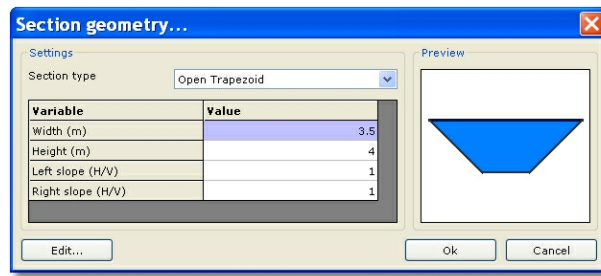 Section geometry...
Settings
Preview
Section type
Open Trapezoid
Variable Value
Width (m) 3.5
Height (m) 4
Left slope (H/V) 1
Right slope (H/V) 1
Edit... Ok Cancel